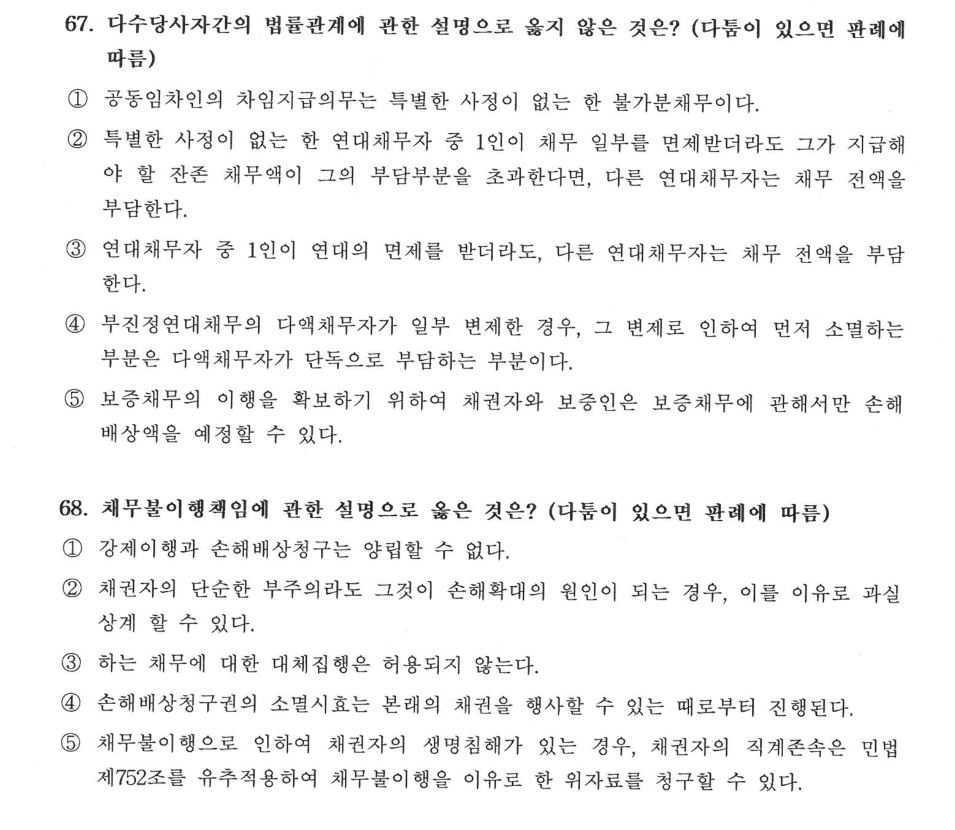 67. 다수당사자간의 법률관계에 관한 설명으로 옳지 않은 것은? (다툼이 있으면 판례에
따름)
① 공동임차인의 차임지급의무는 특별한 사정이 없는 한 불가분채무이다.
② 특별한 사정이 없는 한 연대채무자 중 1인이 채무 일부를 면제받더라도 그가 지급해
야 할 잔존 채무액이 그의 부담부분을 초과한다면, 다른 연대채무자는 채무 전액을
부담한다.
③ 연대채무자 중 1인이 연대의 면제를 받더라도, 다른 연대채무자는 채무 전액을 부담
한다.
④ 부진정연대채무의 다액채무자가 일부 변제한 경우, 그 변제로 인하여 먼저 소멸하는
부분은 다액채무자가 단독으로 부담하는 부분이다.
⑤ 보증채무의 이행을 확보하기 위하여 채권자와 보증인은 보증채무에 관해서만 손해
배상액을 예정할 수 있다.
68. 채무불이행책임에 관한 설명으로 옳은 것은? (다툼이 있으면 판례에 따름)
① 강제이행과 손해배상청구는 양립할 수 없다.
② 채권자의 단순한 부주의라도 그것이 손해확대의 원인이 되는 경우, 이를 이유로 과실
상계 할 수 있다.
③ 하는 채무에 대한 대체집행은 허용되지 않는다.
④ 손해배상청구권의 소멸시효는 본래의 채권을 행사할 수 있는 때로부터 진행된다.
⑤ 채무불이행으로 인하여 채권자의 생명침해가 있는 경우, 채권자의 직계존속은 민법
제752조를 유추적용하여 채무불이행을 이유로 한 위자료를 청구할 수 있다.